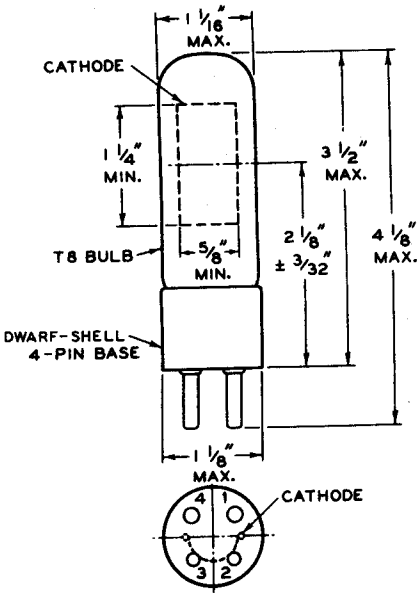 1 1/16"
MAX.
CATHODE
1 1/4"
MIN.
3 1/2"
MAX.
4 1/8"
MAX.
2 1/8"
± 3/32"
5/8"
MIN.
T8 BULB
DWARF-SHELL
4-PIN BASE
1 1/8"
MAX.
4 1
CATHODE
3 2